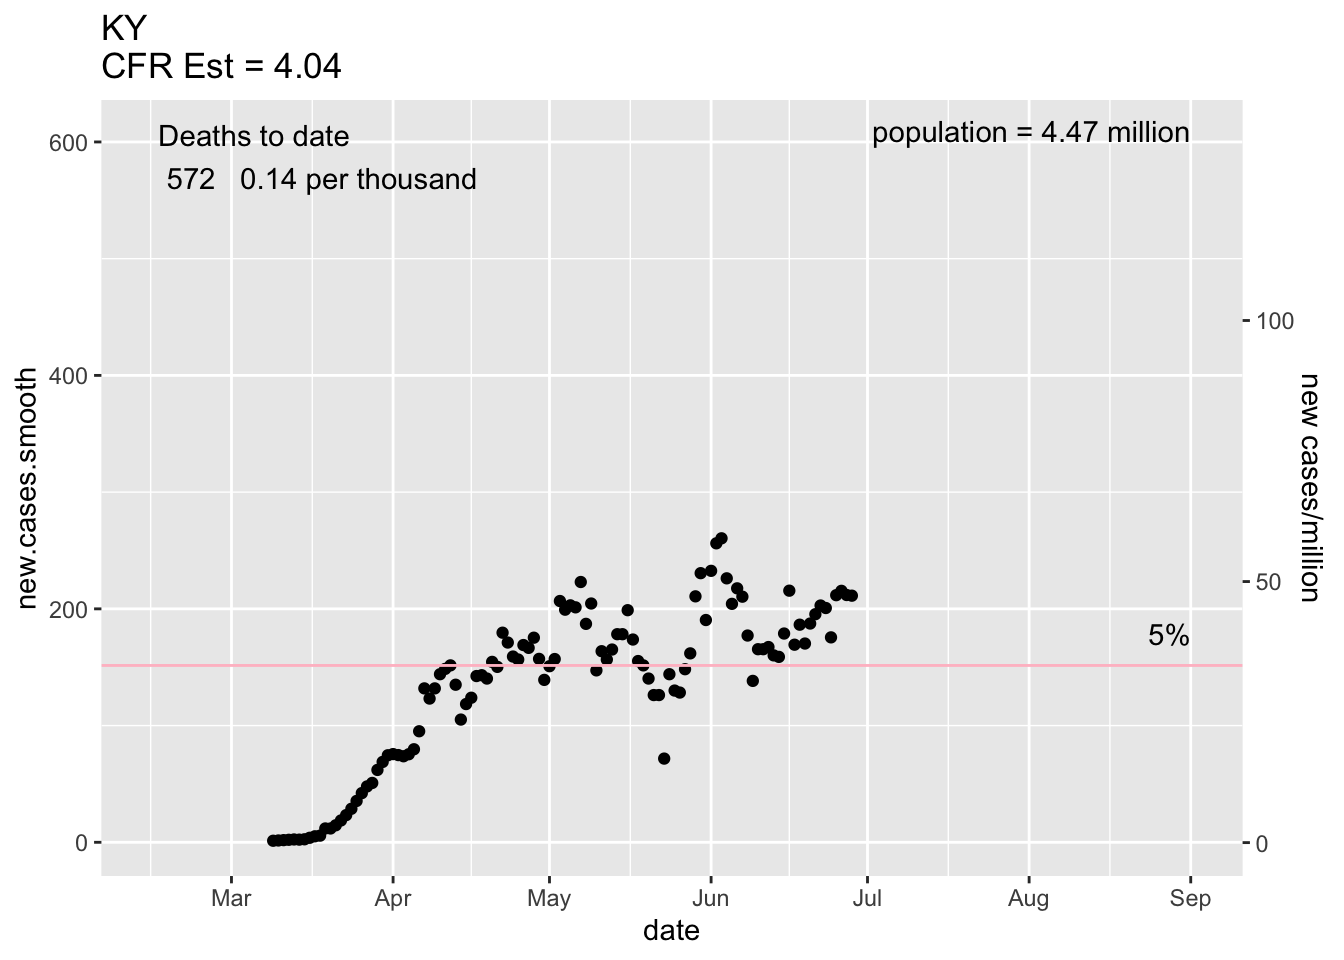 KY
CFR Est = 4.04
Deaths to date
572 0.14 per thousand
population = 4.47 million
600
400
200
0
new.cases.smooth
100
50
0
new cases/million
5%
Mar Apr May Jun Jul Aug Sep
date